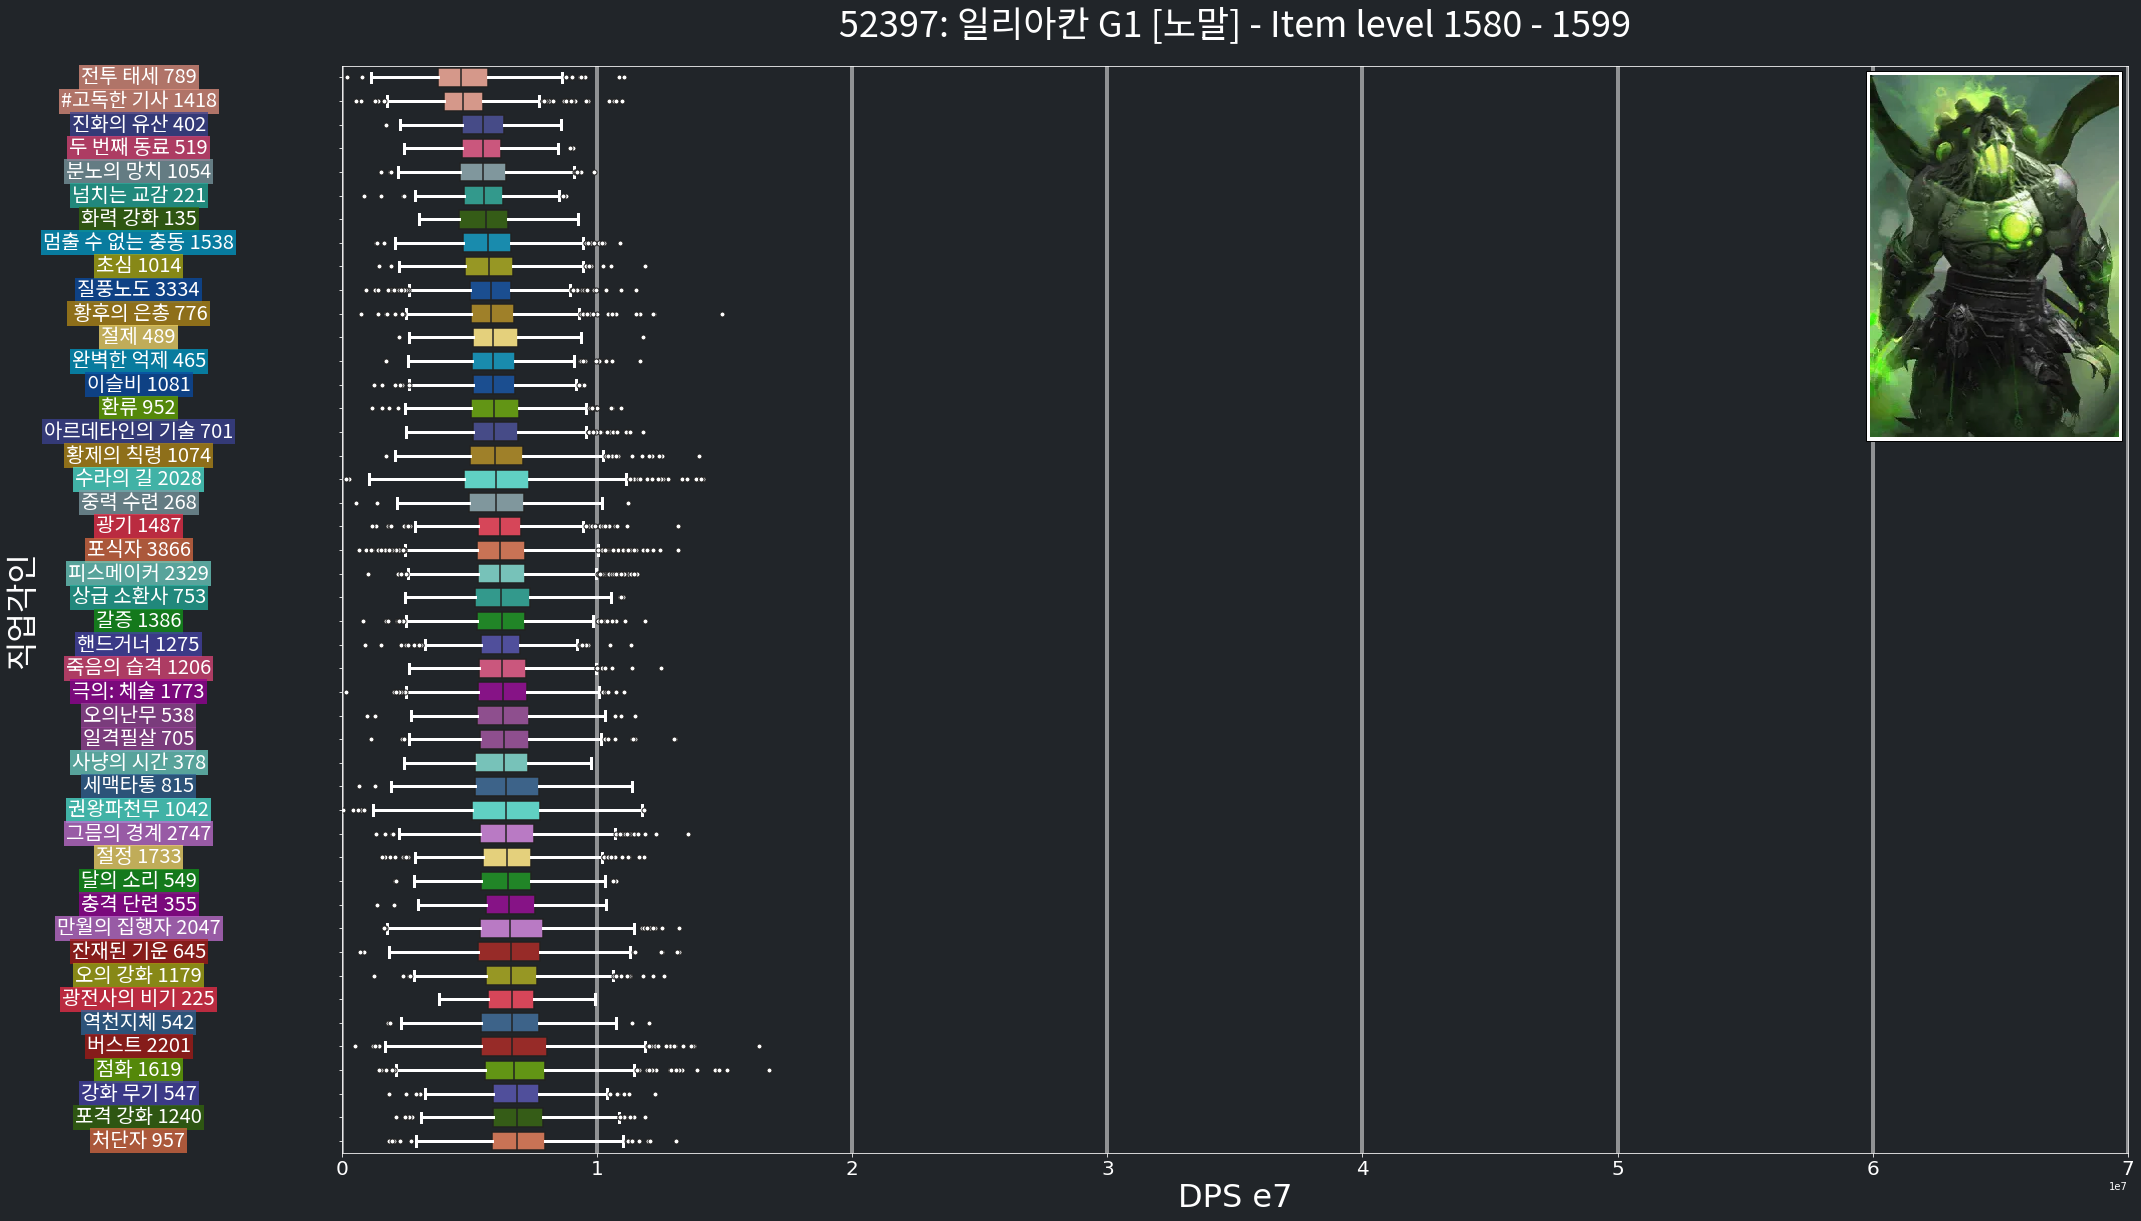 52397: 일리아칸 G1 [노말] - Item level 1580 - 1599
전투 태세 789
#고독한 기사 1418
진화의 유산 402
두 번째 동료 519
분노의 망치 1054
넘치는 교감 221
화력 강화 135
멈출 수 없는 충동 1538
초심 1014
질풍노도 3334
황후의 은총 776
절제 489
완벽한 억제 465
이슬비 1081
환류 952
아르데타인의 기술 701
황제의 칙령 1074
수라의 길 2028
중력 수련 268
광기 1487
포식자 3866
피스메이커 2329
상급 소환사 753
갈증 1386
핸드거너 1275
죽음의 습격 1206
극의: 체술 1773
오의난무 538
일격필살 705
사냥의 시간 378
세맥타통 815
권왕파천무 1042
그믐의 경계 2747
절정 1733
달의 소리 549
충격 단련 355
만월의 집행자 2047
잔재된 기운 645
오의 강화 1179
광전사의 비기 225
역천지체 542
버스트 2201
점화 1619
강화 무기 547
포격 강화 1240
처단자 957
직업각인
0 1 2 3 4 5 6 7
1e7
DPS e7